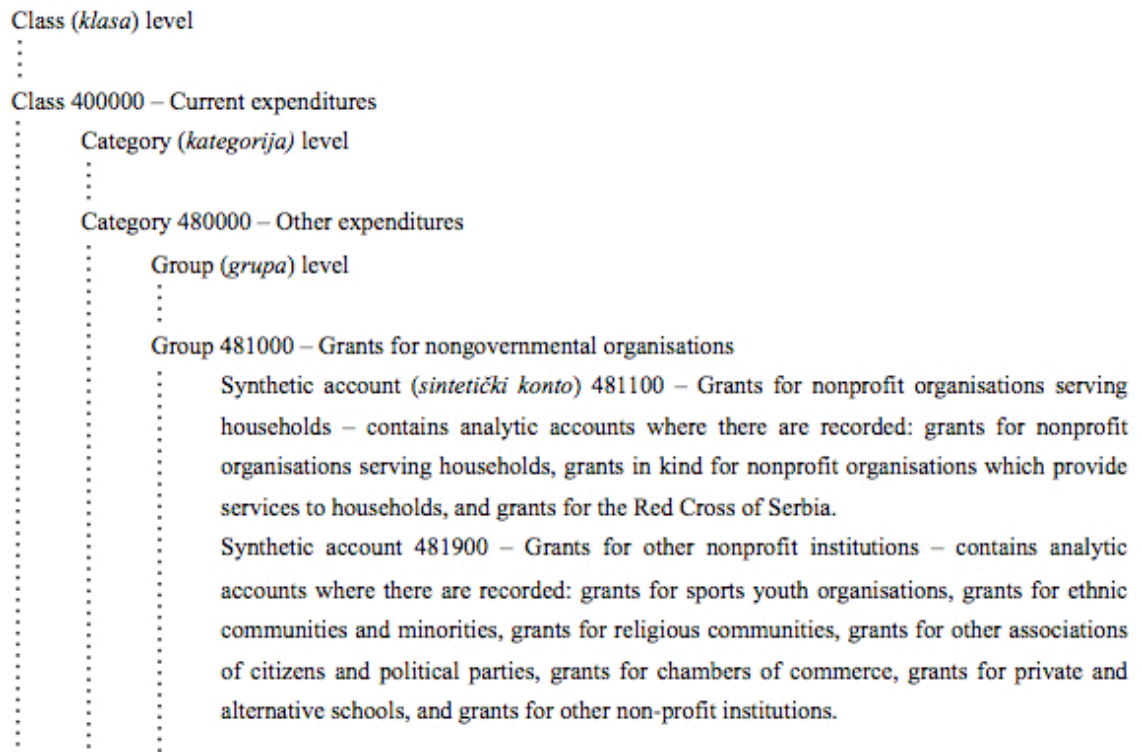 Class (klasa) level
Class 400000 – Current expenditures
Category (kategorija) level
Category 480000 – Other expenditures
Group (grupa) level
Group 481000 – Grants for nongovernmental organisations
Synthetic account (sintetički konto) 481100 – Grants for nonprofit organisations serving
households – contains analytic accounts where there are recorded: grants for nonprofit
organisations serving households, grants in kind for nonprofit organisations which provide
services to households, and grants for the Red Cross of Serbia.
Synthetic account 481900 – Grants for other nonprofit institutions – contains analytic
accounts where there are recorded: grants for sports youth organisations, grants for ethnic
communities and minorities, grants for religious communities, grants for other associations
of citizens and political parties, grants for chambers of commerce, grants for private and
alternative schools, and grants for other non-profit institutions.